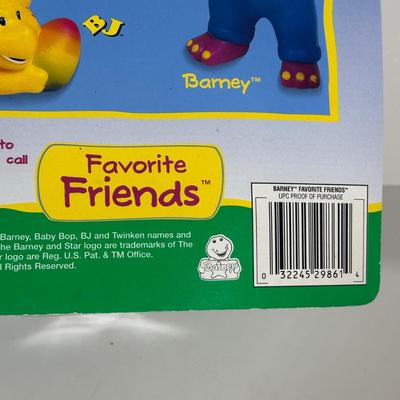 BJ™
Barney™
to
call
Favorite
Friends™
BARNEY™ FAVORITE FRIENDS™
UPC PROOF OF PURCHASE
0 32245 29861 4
Barney, Baby Bop, BJ and Twinken names and
the Barney and Star logo are trademarks of The
r logo are Reg. U.S. Pat. & TM Office.
ll Rights Reserved.
Barney